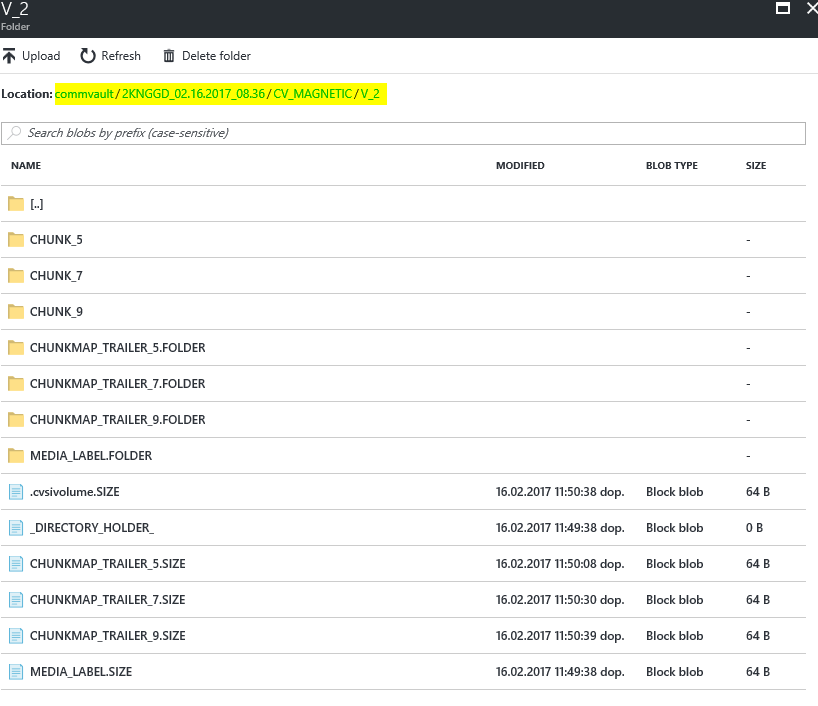 V_2
Folder
Upload Refresh Delete folder
Location: commvault/2KNGGD_02.16.2017_08.36/CV_MAGNETIC/V_2
Search blobs by prefix (case-sensitive)
NAME MODIFIED BLOB TYPE SIZE
[..]
CHUNK_5 -
CHUNK_7 -
CHUNK_9 -
CHUNKMAP_TRAILER_5.FOLDER -
CHUNKMAP_TRAILER_7.FOLDER -
CHUNKMAP_TRAILER_9.FOLDER -
MEDIA_LABEL.FOLDER -
.cvsivolume.SIZE 16.02.2017 11:50:38 dop. Block blob 64 B
_DIRECTORY_HOLDER_ 16.02.2017 11:49:38 dop. Block blob 0 B
CHUNKMAP_TRAILER_5.SIZE 16.02.2017 11:50:08 dop. Block blob 64 B
CHUNKMAP_TRAILER_7.SIZE 16.02.2017 11:50:30 dop. Block blob 64 B
CHUNKMAP_TRAILER_9.SIZE 16.02.2017 11:50:39 dop. Block blob 64 B
MEDIA_LABEL.SIZE 16.02.2017 11:49:38 dop. Block blob 64 B